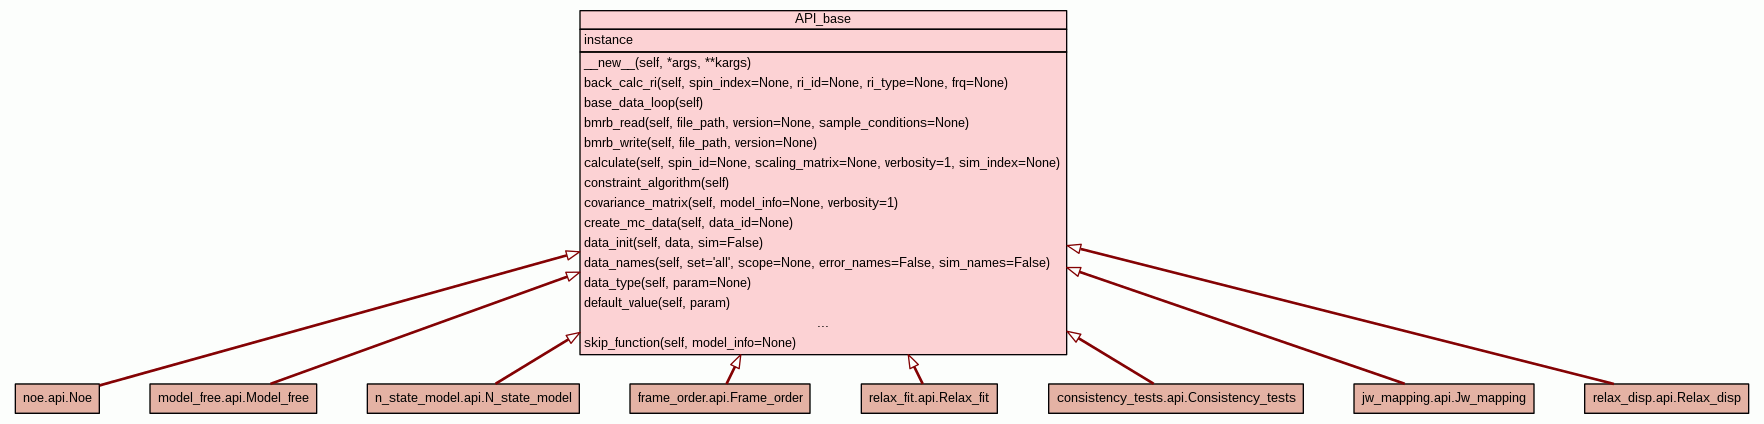 API_base
instance
__new__(self, *args, **kargs)
back_calc_ri(self, spin_index=None, ri_id=None, ri_type=None, frq=None)
base_data_loop(self)
bmrb_read(self, file_path, version=None, sample_conditions=None)
bmrb_write(self, file_path, version=None)
calculate(self, spin_id=None, scaling_matrix=None, verbosity=1, sim_index=None)
constraint_algorithm(self)
covariance_matrix(self, model_info=None, verbosity=1)
create_mc_data(self, data_id=None)
data_init(self, data, sim=False)
data_names(self, set='all', scope=None, error_names=False, sim_names=False)
data_type(self, param=None)
default_value(self, param)
...
skip_function(self, model_info=None)
noe.api.Noe model_free.api.Model_free n_state_model.api.N_state_model frame_order.api.Frame_order relax_fit.api.Relax_fit consistency_tests.api.Consistency_tests jw_mapping.api.Jw_mapping relax_disp.api.Relax_disp